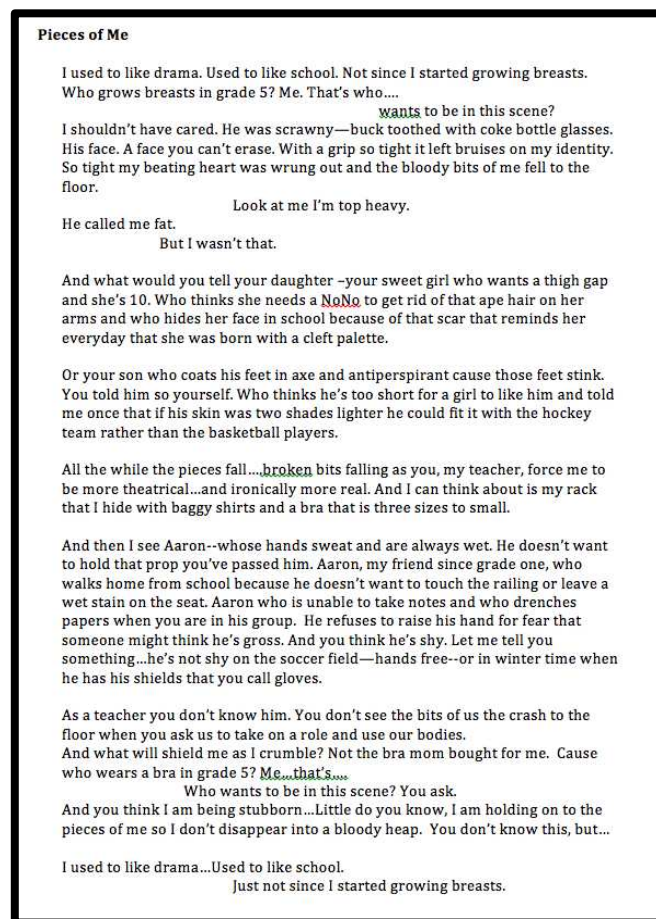 Pieces of Me
I used to like drama. Used to like school. Not since I started growing breasts.
Who grows breasts in grade 5? Me. That's who....
wants to be in this scene?
I shouldn't have cared. He was scrawny—buck toothed with coke bottle glasses.
His face. A face you can't erase. With a grip so tight it left bruises on my identity.
So tight my beating heart was wrung out and the bloody bits of me fell to the
floor.
Look at me I'm top heavy.
He called me fat.
But I wasn't that.
And what would you tell your daughter –your sweet girl who wants a thigh gap
and she's 10. Who thinks she needs a NoNo to get rid of that ape hair on her
arms and who hides her face in school because of that scar that reminds her
everyday that she was born with a cleft palette.
Or your son who coats his feet in axe and antiperspirant cause those feet stink.
You told him so yourself. Who thinks he's too short for a girl to like him and told
me once that if his skin was two shades lighter he could fit it with the hockey
team rather than the basketball players.
All the while the pieces fall....broken bits falling as you, my teacher, force me to
be more theatrical...and ironically more real. And I can think about is my rack
that I hide with baggy shirts and a bra that is three sizes to small.
And then I see Aaron--whose hands sweat and are always wet. He doesn't want
to hold that prop you've passed him. Aaron, my friend since grade one, who
walks home from school because he doesn't want to touch the railing or leave a
wet stain on the seat. Aaron who is unable to take notes and who drenches
papers when you are in his group. He refuses to raise his hand for fear that
someone might think he's gross. And you think he's shy. Let me tell you
something...he's not shy on the soccer field—hands free--or in winter time when
he has his shields that you call gloves.
As a teacher you don't know him. You don't see the bits of us the crash to the
floor when you ask us to take on a role and use our bodies.
And what will shield me as I crumble? Not the bra mom bought for me. Cause
who wears a bra in grade 5? Me...that's....
Who wants to be in this scene? You ask.
And you think I am being stubborn...Little do you know, I am holding on to the
pieces of me so I don't disappear into a bloody heap. You don't know this, but...
I used to like drama...Used to like school.
Just not since I started growing breasts.